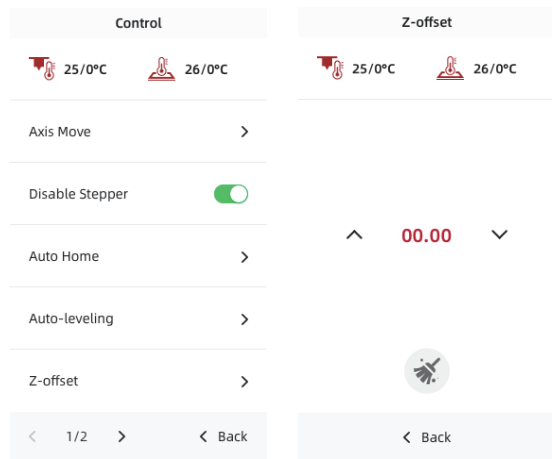 Control
25/0℃ 26/0℃
Axis Move
Disable Stepper
Auto Home
Auto-leveling
Z-offset
1/2 Back
Z-offset
25/0℃ 26/0℃
00.00
Back